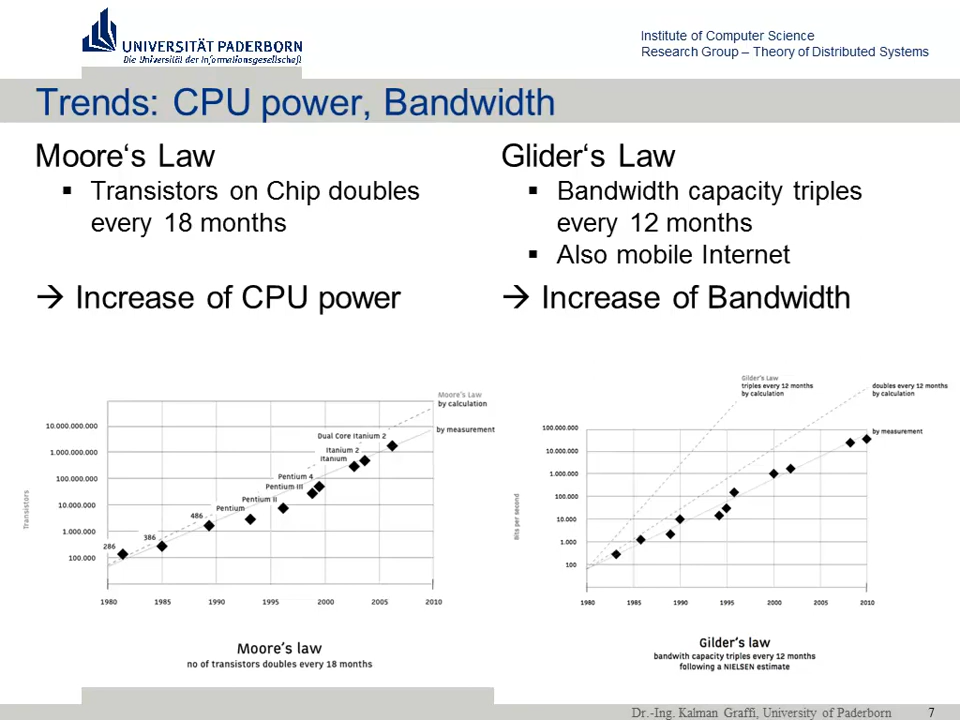 UNIVERSITÄT PADERBORN
Die Universität der Informationsgesellschaft
Institute of Computer Science
Research Group – Theory of Distributed Systems
Trends: CPU power, Bandwidth
Moore‘s Law
▪ Transistors on Chip doubles
every 18 months
→ Increase of CPU power
Glider‘s Law
▪ Bandwidth capacity triples
every 12 months
▪ Also mobile Internet
→ Increase of Bandwidth
Moore's Law
by calculation
by measurement
10.000.000.000
1.000.000.000
100.000.000
10.000.000
1.000.000
100.000
Transistors
Dual Core Itanium 2
Itanium 2
Itanium
Pentium 4
Pentium III
Pentium II
Pentium
486
386
286
1980 1985 1990 1995 2000 2005 2010
Moore's law
no of transistors doubles every 18 months
Gilder's Law
triples every 12 months
by calculation
doubles every 12 months
by calculation
by measurement
100.000.000
10.000.000
1.000.000
100.000
10.000
1.000
100
Bits per second
1980 1985 1990 1995 2000 2005 2010
Gilder's law
bandwith capacity triples every 12 months
following a NIELSEN estimate
Dr.-Ing. Kalman Graffi, University of Paderborn 7